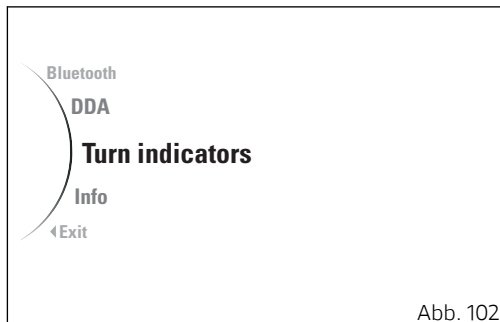 Bluetooth
DDA
Turn indicators
Info
Exit
Abb. 102